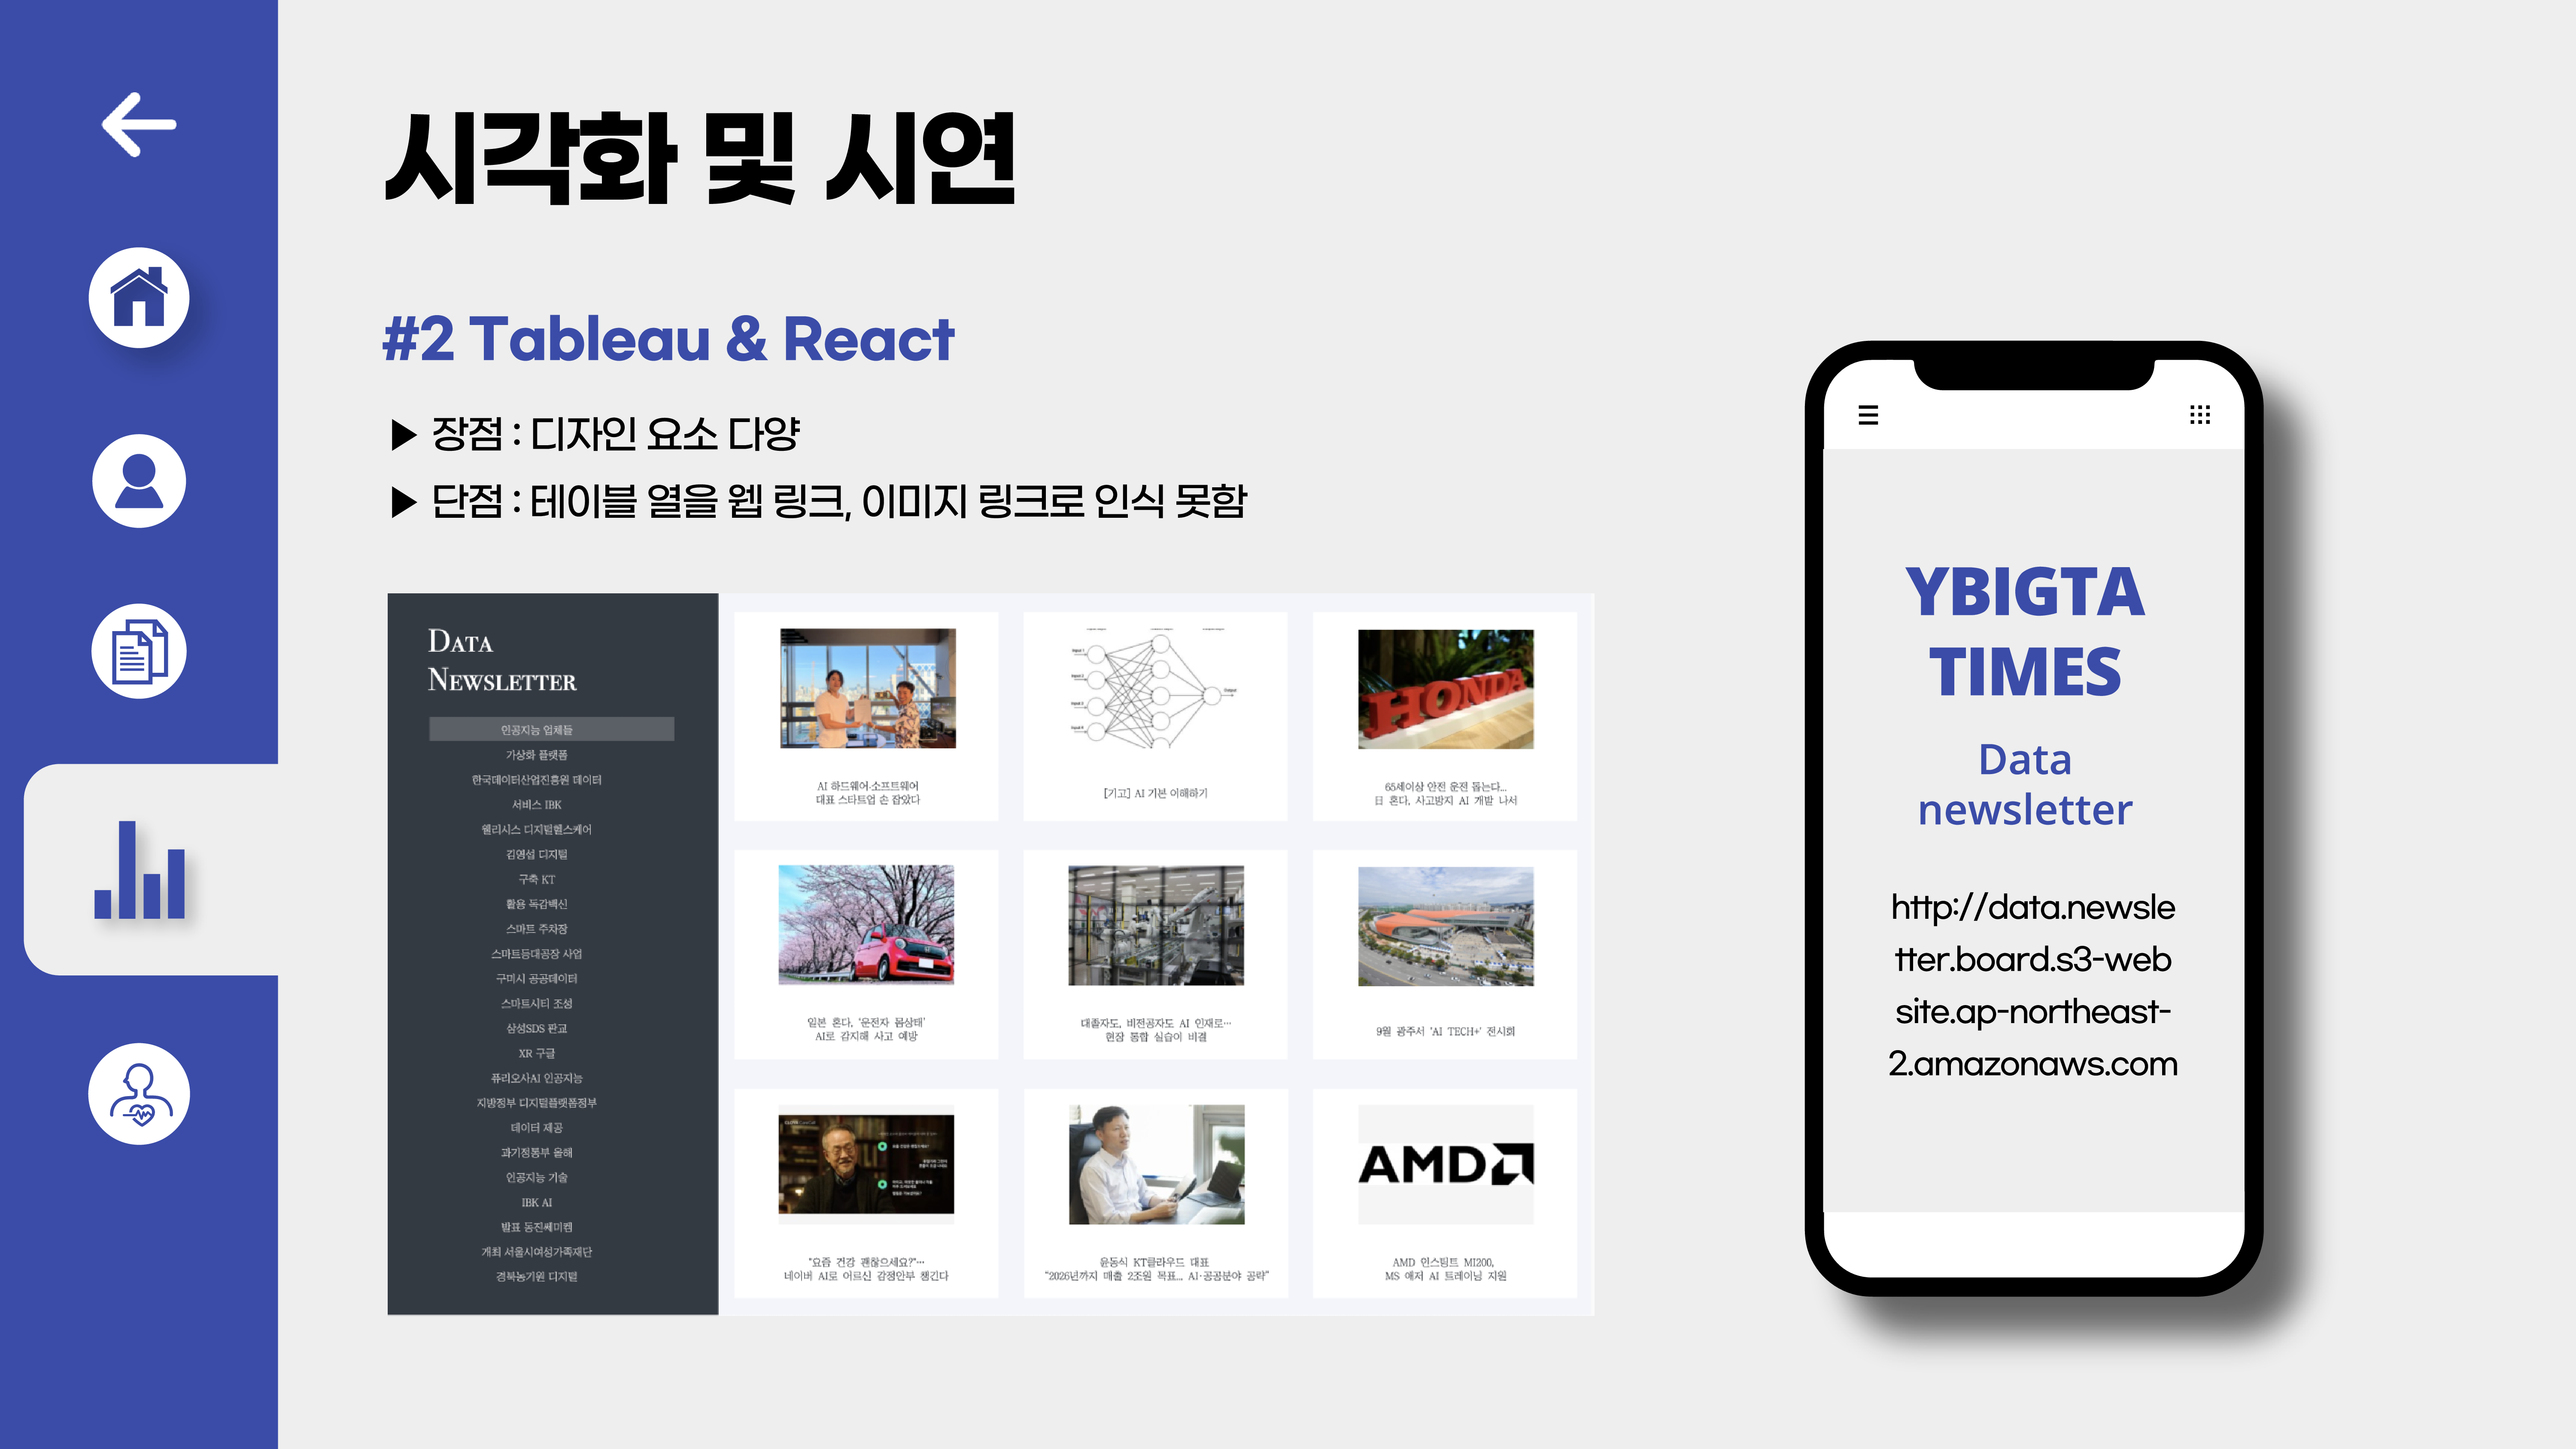 시각화 및 시연
#2 Tableau & React
▶ 장점 : 디자인 요소 다양
▶ 단점 : 테이블 열을 웹 링크, 이미지 링크로 인식 못함
DATA
NEWSLETTER
인공지능 업체들
가상화 플랫폼
한국데이터산업진흥원 데이터
서비스 IBK
웰리시스 디지털헬스케어
김영섭 디지털
구축 KT
활용 독감백신
스마트 주차장
스마트등대공장 사업
구미시 공공데이터
스마트시티 조성
삼성SDS 판교
XR 구글
퓨리오사AI 인공지능
지방정부 디지털플랫폼정부
데이터 제공
과기정통부 올해
인공지능 기술
IBK AI
발표 동진쎄미켐
개최 서울시여성가족재단
경북농기원 디지털
AI 하드웨어·소프트웨어
대표 스타트업 손 잡았다
[기고] AI 기본 이해하기
HONDA
65세이상 안전 운전 돕는다...
日 혼다, 사고방지 AI 개발 나서
일본 혼다, '운전자 몸상태'
AI로 감지해 사고 예방
대졸자도, 비전공자도 AI 인재로…
현장 통합 실습이 비결
9월 광주서 'AI TECH+' 전시회
"요즘 건강 괜찮으세요?"…
네이버 AI로 어르신 감정안부 챙긴다
윤동식 KT클라우드 대표
"2026년까지 매출 2조원 목표... AI·공공분야 공략"
AMD
AMD 인스팅트 MI200,
MS 애저 AI 트레이닝 지원
YBIGTA
TIMES
Data
newsletter
http://data.newsle
tter.board.s3-web
site.ap-northeast-
2.amazonaws.com